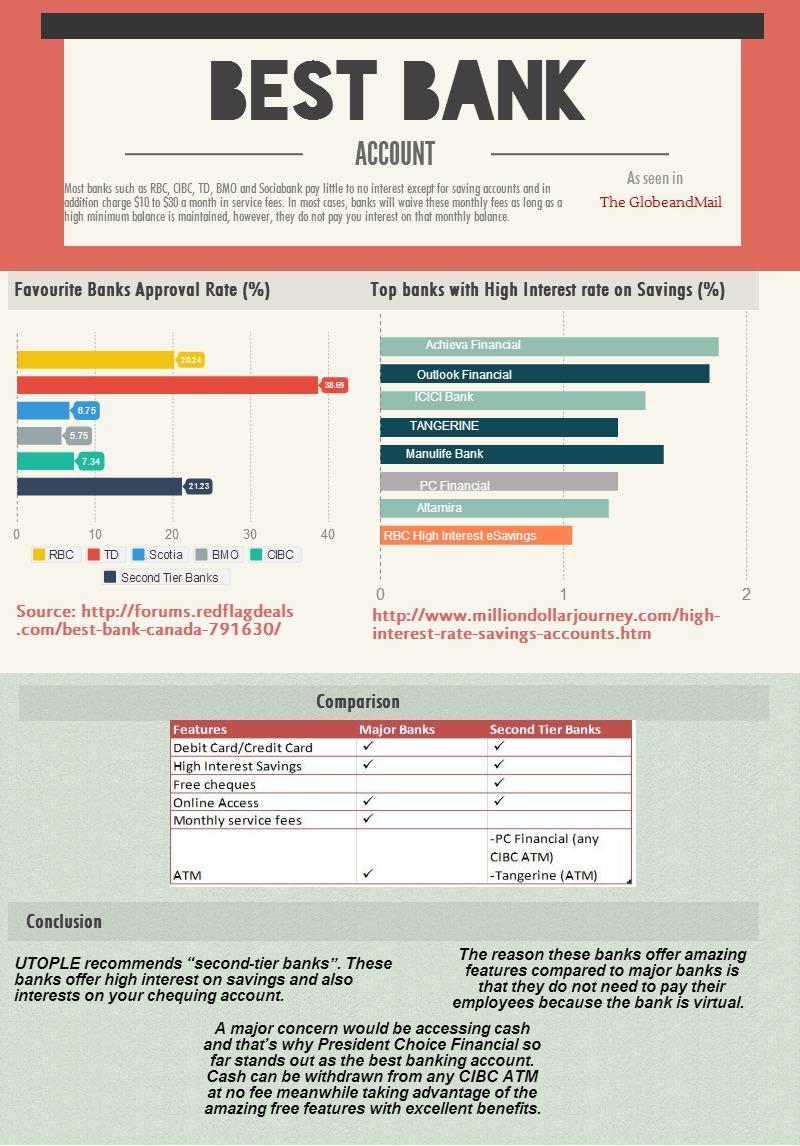 BEST BANK
ACCOUNT
Most banks such as RBC, CIBC, TD, BMO and Sociabank pay little to no interest except for saving accounts and in
addition charge $10 to $30 a month in service fees. In most cases, banks will waive these monthly fees as long as a
high minimum balance is maintained, however, they do not pay you interest on that monthly balance.
As seen in
The GlobeandMail
Favourite Banks Approval Rate (%)
20.24
38.69
6.75
5.75
7.34
21.23
0 10 20 30 40
RBC TD Scotia BMO CIBC
Second Tier Banks
Source: http://forums.redflagdeals
.com/best-bank-canada-791630/
Top banks with High Interest rate on Savings (%)
Achieva Financial
Outlook Financial
ICICI Bank
TANGERINE
Manulife Bank
PC Financial
Altamira
RBC High Interest eSavings
0 1 2
http://www.milliondollarjourney.com/high-
interest-rate-savings-accounts.htm
Comparison
Features Major Banks Second Tier Banks
Debit Card/Credit Card ✓ ✓
High Interest Savings ✓ ✓
Free cheques ✓
Online Access ✓ ✓
Monthly service fees ✓
-PC Financial (any
CIBC ATM)
ATM ✓ -Tangerine (ATM)
Conclusion
UTOPLE recommends “second-tier banks”. These
banks offer high interest on savings and also
interests on your chequing account.
The reason these banks offer amazing
features compared to major banks is
that they do not need to pay their
employees because the bank is virtual.
A major concern would be accessing cash
and that's why President Choice Financial so
far stands out as the best banking account.
Cash can be withdrawn from any CIBC ATM
at no fee meanwhile taking advantage of the
amazing free features with excellent benefits.